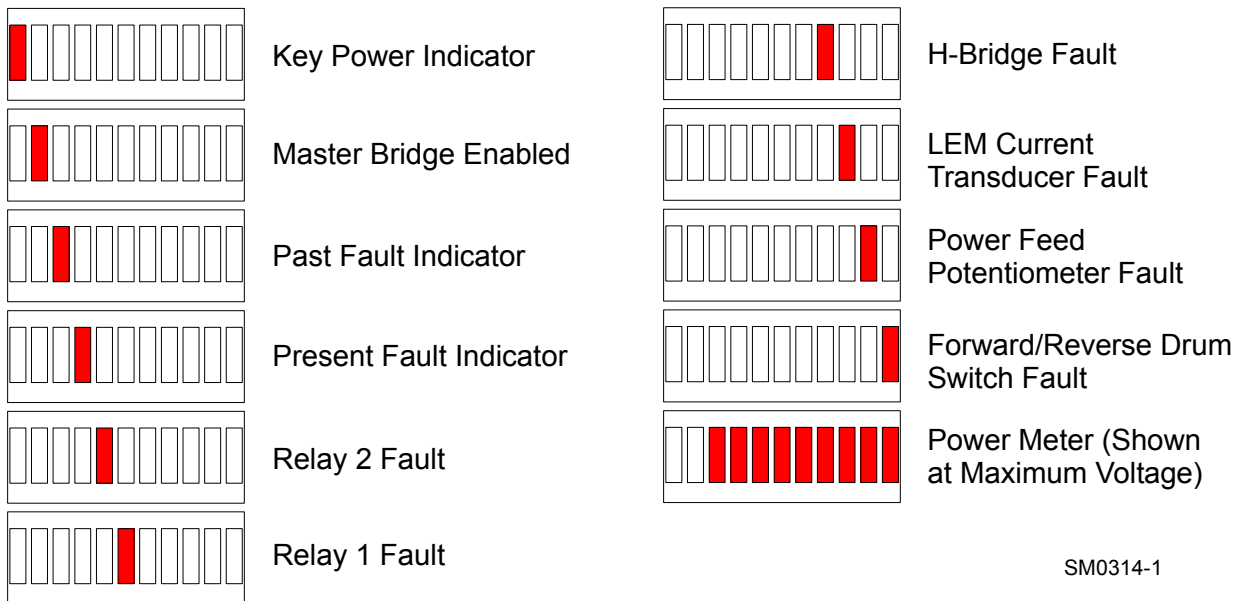 Key Power Indicator
Master Bridge Enabled
Past Fault Indicator
Present Fault Indicator
Relay 2 Fault
Relay 1 Fault
H-Bridge Fault
LEM Current
Transducer Fault
Power Feed
Potentiometer Fault
Forward/Reverse Drum
Switch Fault
Power Meter (Shown
at Maximum Voltage)
SM0314-1